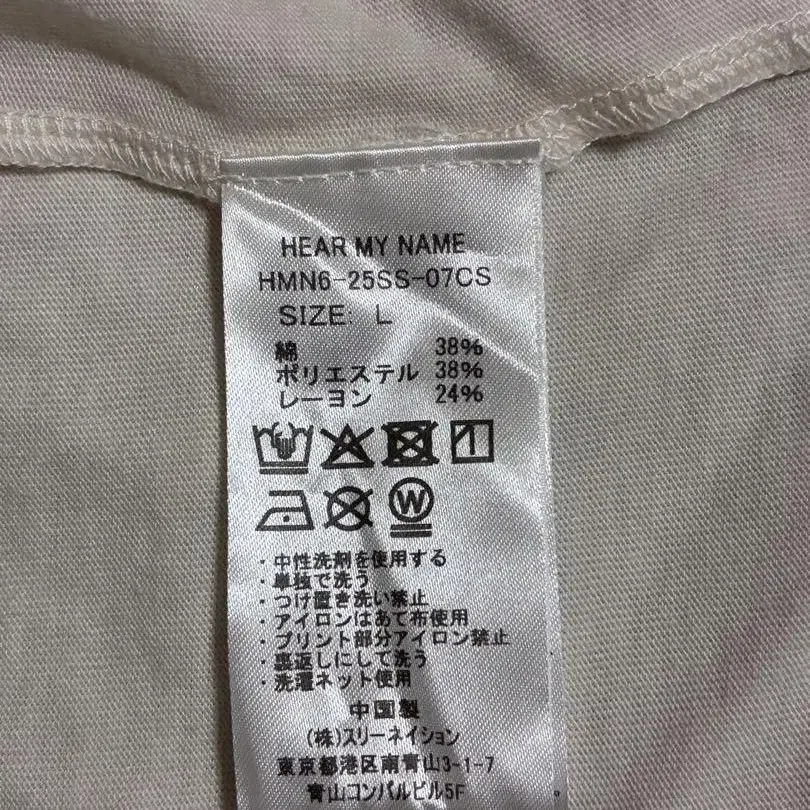 HEAR MY NAME
HMN6-25SS-07CS
SIZE: L
綿 38%
ポリエステル 38%
レーヨン 24%
W
・中性洗剤を使用する
・単独で洗う
・つけ置き洗い禁止
・アイロンはあて布使用
・プリント部分アイロン禁止
・裏返しにして洗う
・洗濯ネット使用
中国製
(株)スリーネイション
東京都港区南青山3-1-7
青山コンパルビル5F